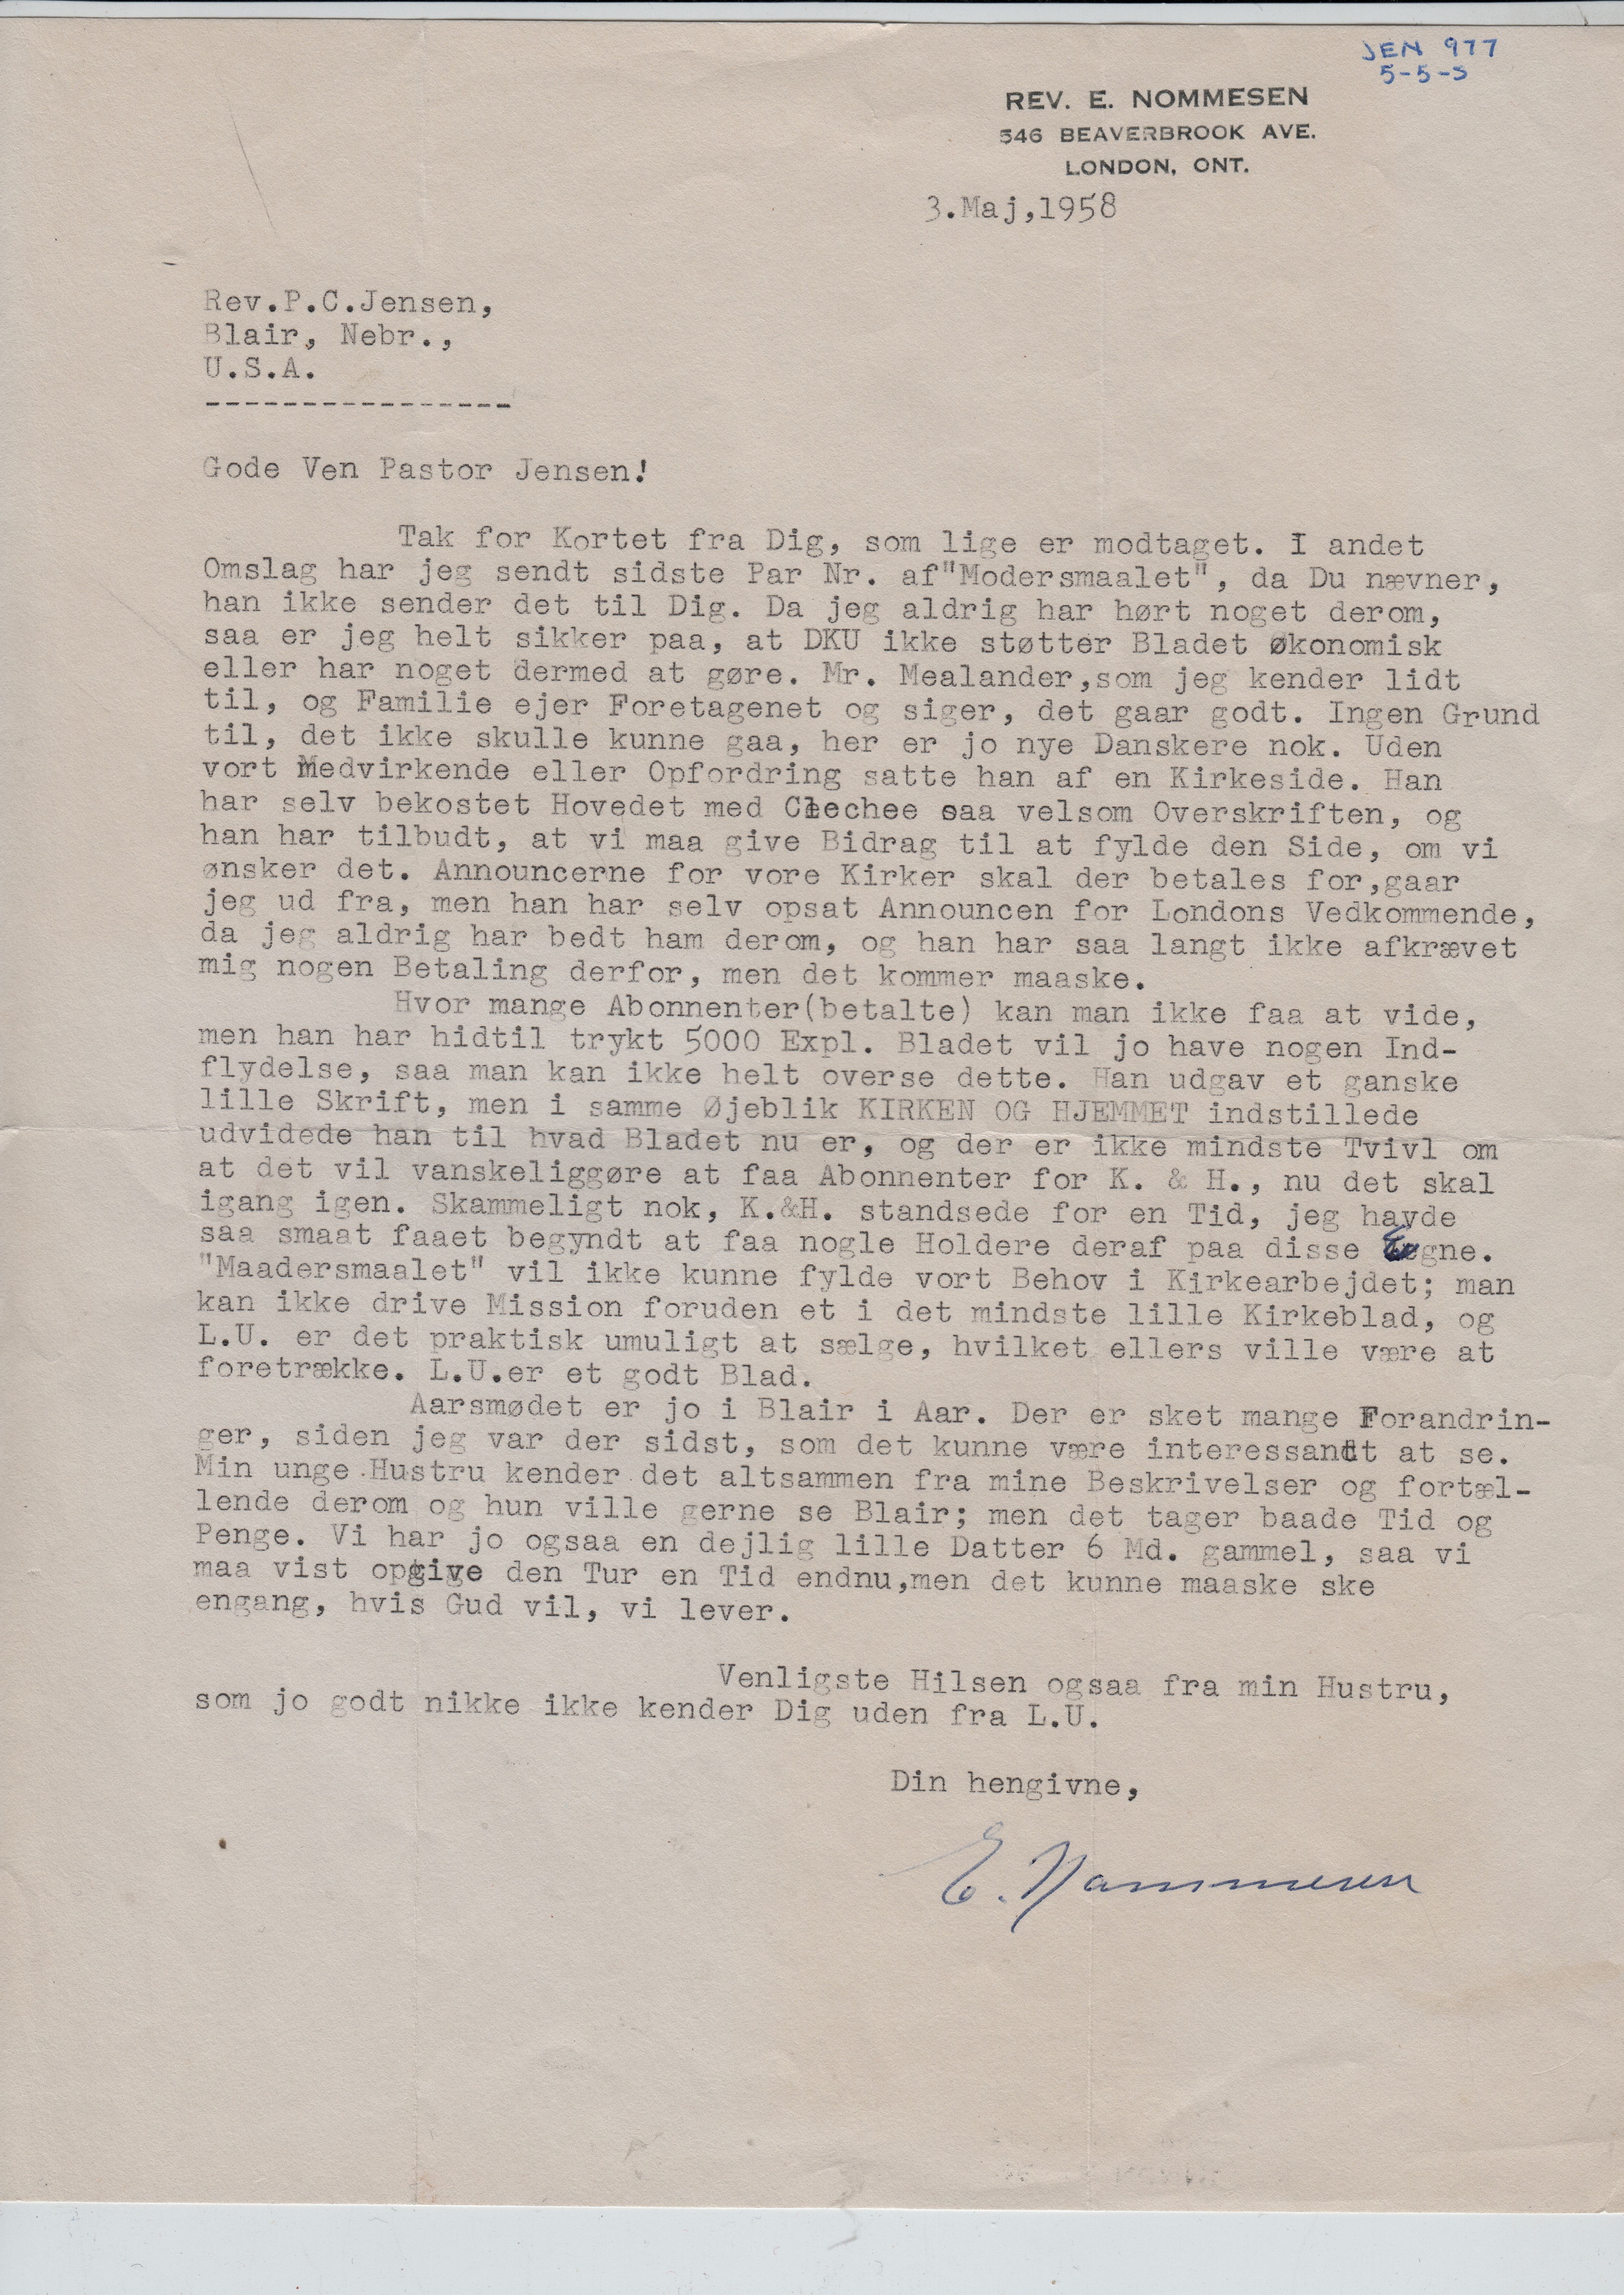 JEN 977
5-5-5
REV. E. NOMMESEN
546 BEAVERBROOK AVE.
LONDON, ONT.
3.Maj,1958
Rev.P.C.Jensen,
Blair, Nebr.,
U.S.A.
----------------
Gode Ven Pastor Jensen!
Tak for Kortet fra Dig, som lige er modtaget. I andet
Omslag har jeg sendt sidste Par Nr. af"Modersmaalet", da Du nævner,
han ikke sender det til Dig. Da jeg aldrig har hørt noget derom,
saa er jeg helt sikker paa, at DKU ikke støtter Bladet økonomisk
eller har noget dermed at gøre. Mr. Mealander,som jeg kender lidt
til, og Familie ejer Foretagenet og siger, det gaar godt. Ingen Grund
til, det ikke skulle kunne gaa, her er jo nye Danskere nok. Uden
vort Medvirkende eller Opfordring satte han af en Kirkeside. Han
har selv bekostet Hovedet med Clechee saa velsom Overskriften, og
han har tilbudt, at vi maa give Bidrag til at fylde den Side, om vi
ønsker det. Announcerne for vore Kirker skal der betales for,gaar
jeg ud fra, men han har selv opsat Announcen for Londons Vedkommende,
da jeg aldrig har bedt ham derom, og han har saa langt ikke afkrævet
mig nogen Betaling derfor, men det kommer maaske.
Hvor mange Abonnenter(betalte) kan man ikke faa at vide,
men han har hidtil trykt 5000 Expl. Bladet vil jo have nogen Ind-
flydelse, saa man kan ikke helt overse dette. Han udgav et ganske
lille Skrift, men i samme Øjeblik KIRKEN OG HJEMMET indstillede
udvidede han til hvad Bladet nu er, og der er ikke mindste Tvivl om
at det vil vanskeliggøre at faa Abonnenter for K. & H., nu det skal
igang igen. Skammeligt nok, K.&H. standsede for en Tid, jeg havde
saa smaat faaet begyndt at faa nogle Holdere deraf paa disse Egne.
"Maadersmaalet" vil ikke kunne fylde vort Behov i Kirkearbejdet; man
kan ikke drive Mission foruden et i det mindste lille Kirkeblad, og
L.U. er det praktisk umuligt at sælge, hvilket ellers ville være at
foretrække. L.U.er et godt Blad.
Aarsmødet er jo i Blair i Aar. Der er sket mange Forandrin-
ger, siden jeg var der sidst, som det kunne være interessandt at se.
Min unge Hustru kender det altsammen fra mine Beskrivelser og fortæl-
lende derom og hun ville gerne se Blair; men det tager baade Tid og
Penge. Vi har jo ogsaa en dejlig lille Datter 6 Md. gammel, saa vi
maa vist opgive den Tur en Tid endnu,men det kunne maaske ske
engang, hvis Gud vil, vi lever.
Venligste Hilsen ogsaa fra min Hustru,
som jo godt nikke ikke kender Dig uden fra L.U.
Din hengivne,
E. Nommesen